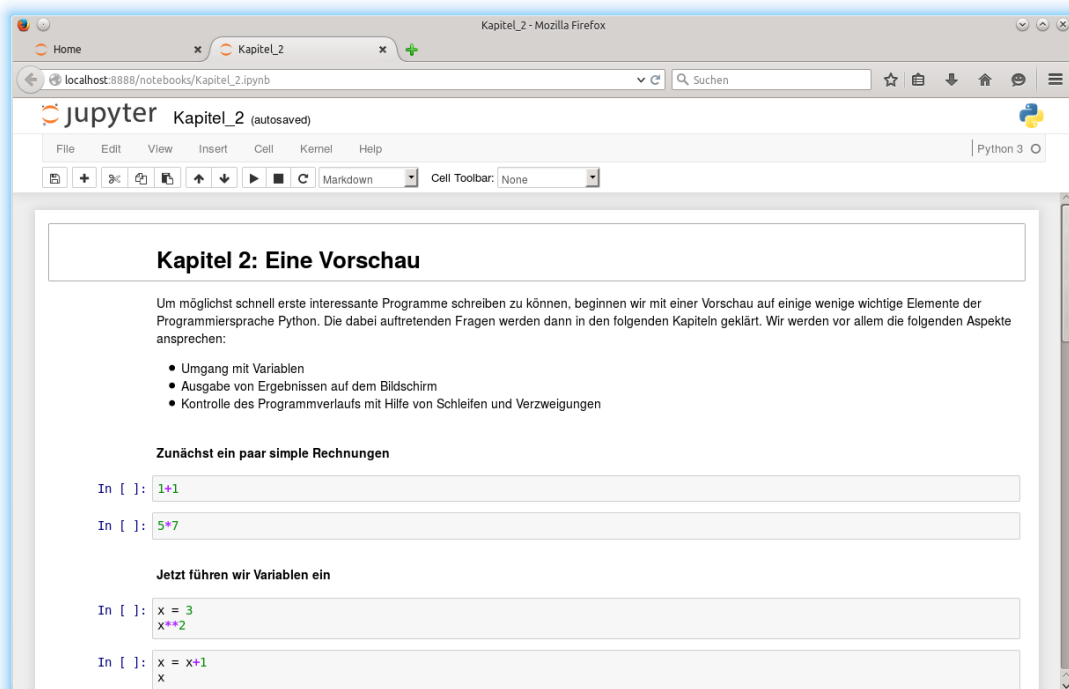 Kapitel_2 - Mozilla Firefox
Home
Kapitel_2
localhost:8888/notebooks/Kapitel_2.ipynb
Suchen
jupyter Kapitel_2 (autosaved)
File Edit View Insert Cell Kernel Help Python 3
Markdown Cell Toolbar: None
Kapitel 2: Eine Vorschau
Um möglichst schnell erste interessante Programme schreiben zu können, beginnen wir mit einer Vorschau auf einige wenige wichtige Elemente der
Programmiersprache Python. Die dabei auftretenden Fragen werden dann in den folgenden Kapiteln geklärt. Wir werden vor allem die folgenden Aspekte
ansprechen:
• Umgang mit Variablen
• Ausgabe von Ergebnissen auf dem Bildschirm
• Kontrolle des Programmverlaufs mit Hilfe von Schleifen und Verzweigungen
Zunächst ein paar simple Rechnungen
In [ ]: 1+1
In [ ]: 5*7
Jetzt führen wir Variablen ein
In [ ]: x = 3
x**2
In [ ]: x = x+1
x